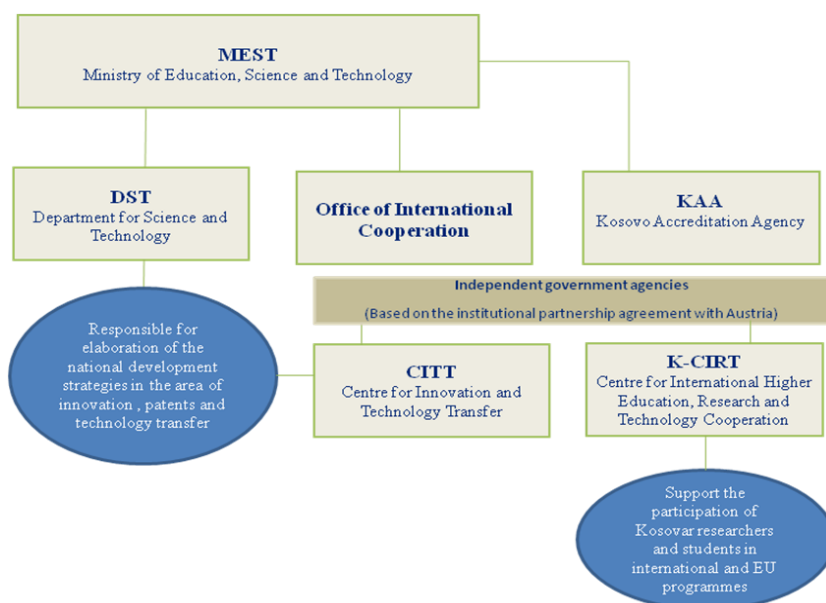 MEST
Ministry of Education, Science and Technology
DST
Department for Science and
Technology
Office of International
Cooperation
KAA
Kosovo Accreditation Agency
Independent government agencies
(Based on the institutional partnership agreement with Austria)
Responsible for
elaboration of the
national development
strategies in the area of
innovation , patents and
technology transfer
CITT
Centre for Innovation and
Technology Transfer
K-CIRT
Centre for International Higher
Education, Research and
Technology Cooperation
Support the
participation of
Kosovar researchers
and students in
international and EU
programmes